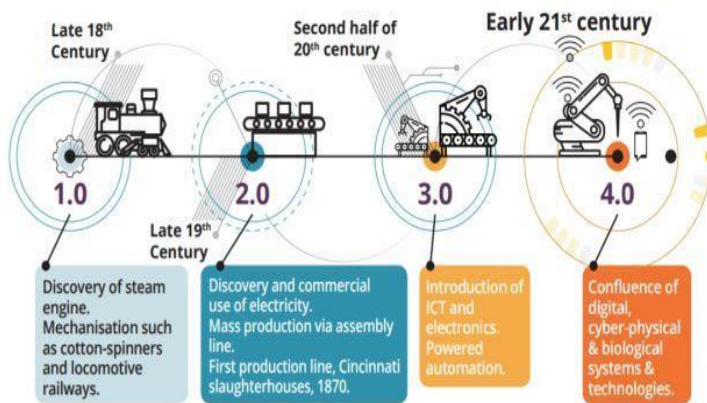 Late 18th
Century
Second half of
20th century
Early 21st century
1.0
2.0
3.0
4.0
Late 19th
Century
Discovery of steam
engine.
Mechanisation such
as cotton-spinners
and locomotive
railways.
Discovery and commercial
use of electricity.
Mass production via assembly
line.
First production line, Cincinnati
slaughterhouses, 1870.
Introduction of
ICT and
electronics.
Powered
automation.
Confluence of
digital,
cyber-physical
& biological
systems &
technologies.